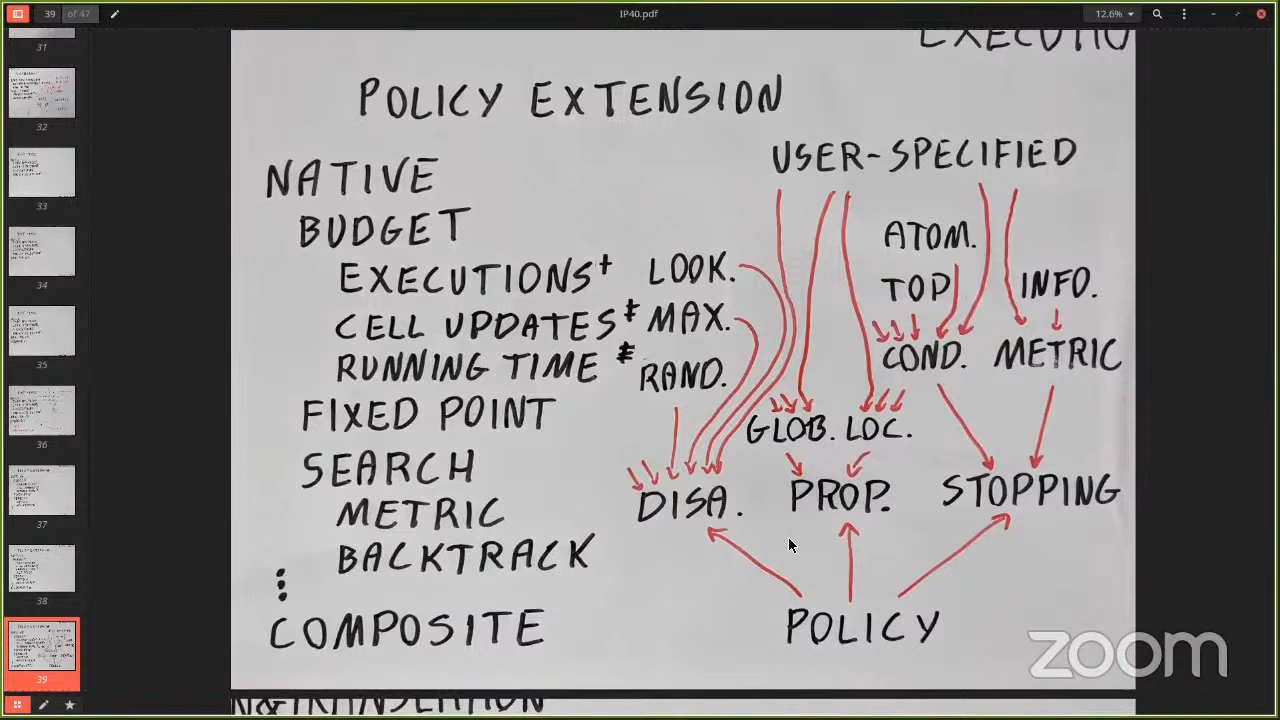 39 of 47
IP40.pdf
12.6%
31
32
33
34
35
36
37
38
39
EXECUTIO
POLICY EXTENSION
NATIVE
BUDGET
EXECUTIONS+
CELL UPDATES‡
RUNNING TIME
FIXED POINT
SEARCH
METRIC
BACKTRACK
⋮
COMPOSITE
USER-SPECIFIED
LOOK.
MAX.
RAND.
ATOM.
TOP
INFO.
COND. METRIC
GLOB. LOC.
DISA. PROP. STOPPING
POLICY
zoom